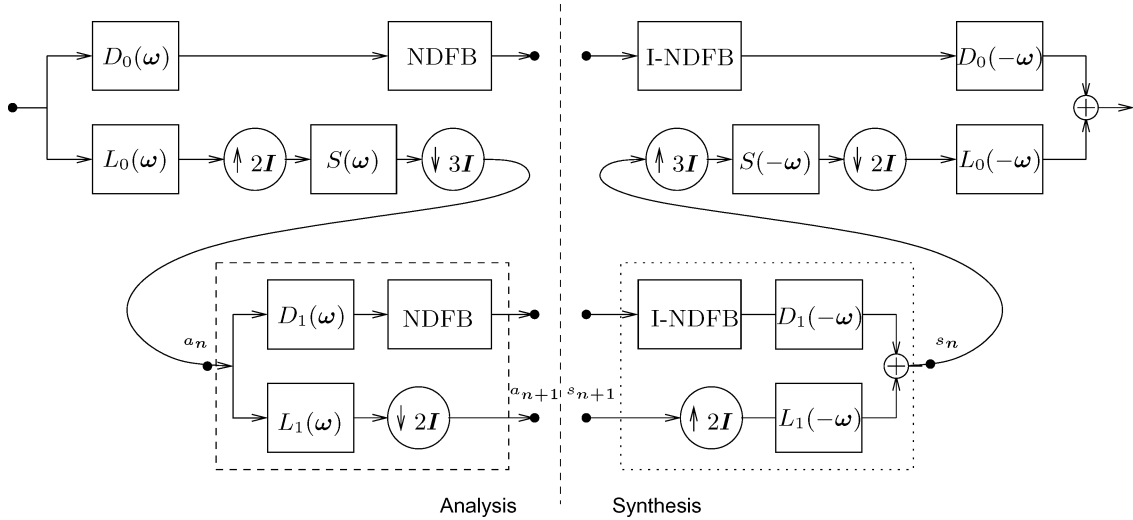 D₀(ω) NDFB I-NDFB D₀(−ω)
L₀(ω) ↑ 2I S(ω) ↓ 3I ↑ 3I S(−ω) ↓ 2I L₀(−ω)
D₁(ω) NDFB I-NDFB D₁(−ω)
aₙ sₙ
aₙ₊₁ sₙ₊₁
L₁(ω) ↓ 2I ↑ 2I L₁(−ω)
Analysis Synthesis